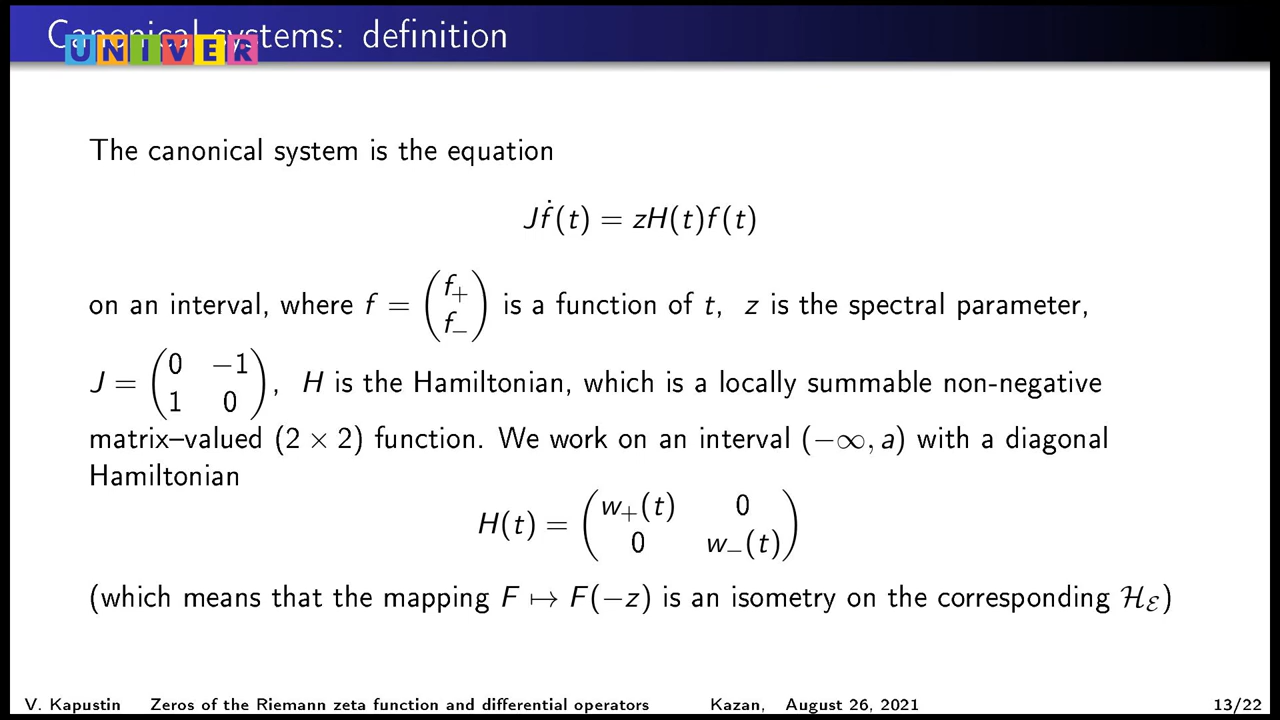 Canonical systems: definition
UNIVER
The canonical system is the equation
Jḟ(t) = zH(t)f(t)
on an interval, where f = (f₊ f₋) is a function of t, z is the spectral parameter,
J = (0 −1 1 0), H is the Hamiltonian, which is a locally summable non-negative
matrix–valued (2 × 2) function. We work on an interval (−∞, a) with a diagonal
Hamiltonian
H(t) = (w₊(t) 0 0 w₋(t))
(which means that the mapping F ↦ F(−z) is an isometry on the corresponding ℋ_ℰ)
V. Kapustin Zeros of the Riemann zeta function and differential operators Kazan, August 26, 2021 13/22